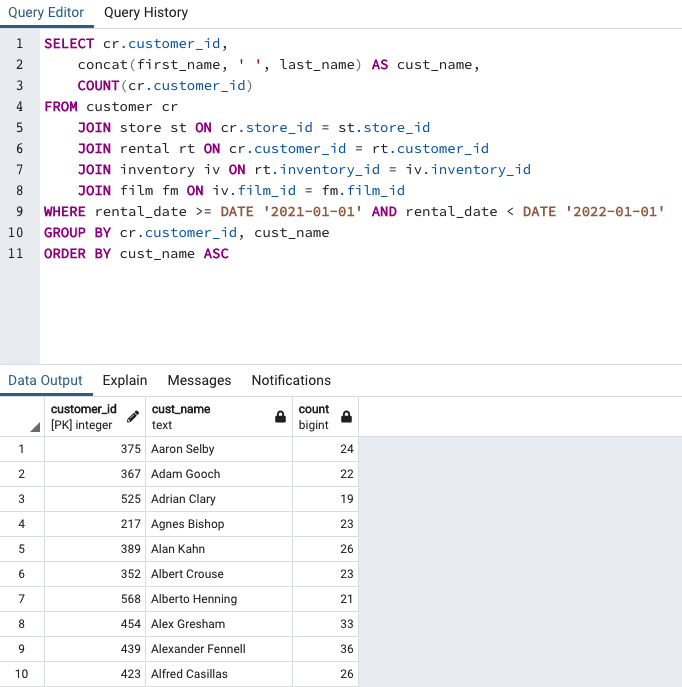 Query Editor Query History
1 SELECT cr.customer_id,
2 concat(first_name, ' ', last_name) AS cust_name,
3 COUNT(cr.customer_id)
4 FROM customer cr
5 JOIN store st ON cr.store_id = st.store_id
6 JOIN rental rt ON cr.customer_id = rt.customer_id
7 JOIN inventory iv ON rt.inventory_id = iv.inventory_id
8 JOIN film fm ON iv.film_id = fm.film_id
9 WHERE rental_date >= DATE '2021-01-01' AND rental_date < DATE '2022-01-01'
10 GROUP BY cr.customer_id, cust_name
11 ORDER BY cust_name ASC
Data Output Explain Messages Notifications
customer_id cust_name count
[PK] integer text bigint
1 375 Aaron Selby 24
2 367 Adam Gooch 22
3 525 Adrian Clary 19
4 217 Agnes Bishop 23
5 389 Alan Kahn 26
6 352 Albert Crouse 23
7 568 Alberto Henning 21
8 454 Alex Gresham 33
9 439 Alexander Fennell 36
10 423 Alfred Casillas 26